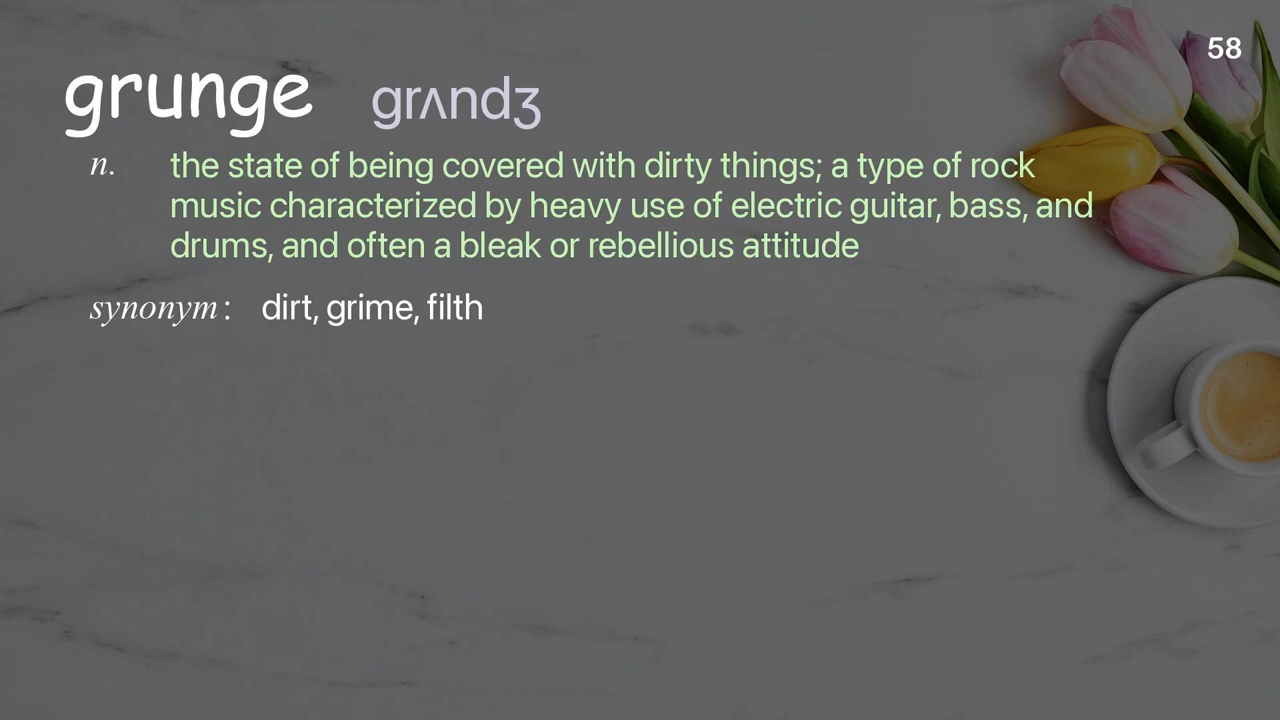 58
grunge grʌndʒ
n. the state of being covered with dirty things; a type of rock
music characterized by heavy use of electric guitar, bass, and
drums, and often a bleak or rebellious attitude
synonym: dirt, grime, filth